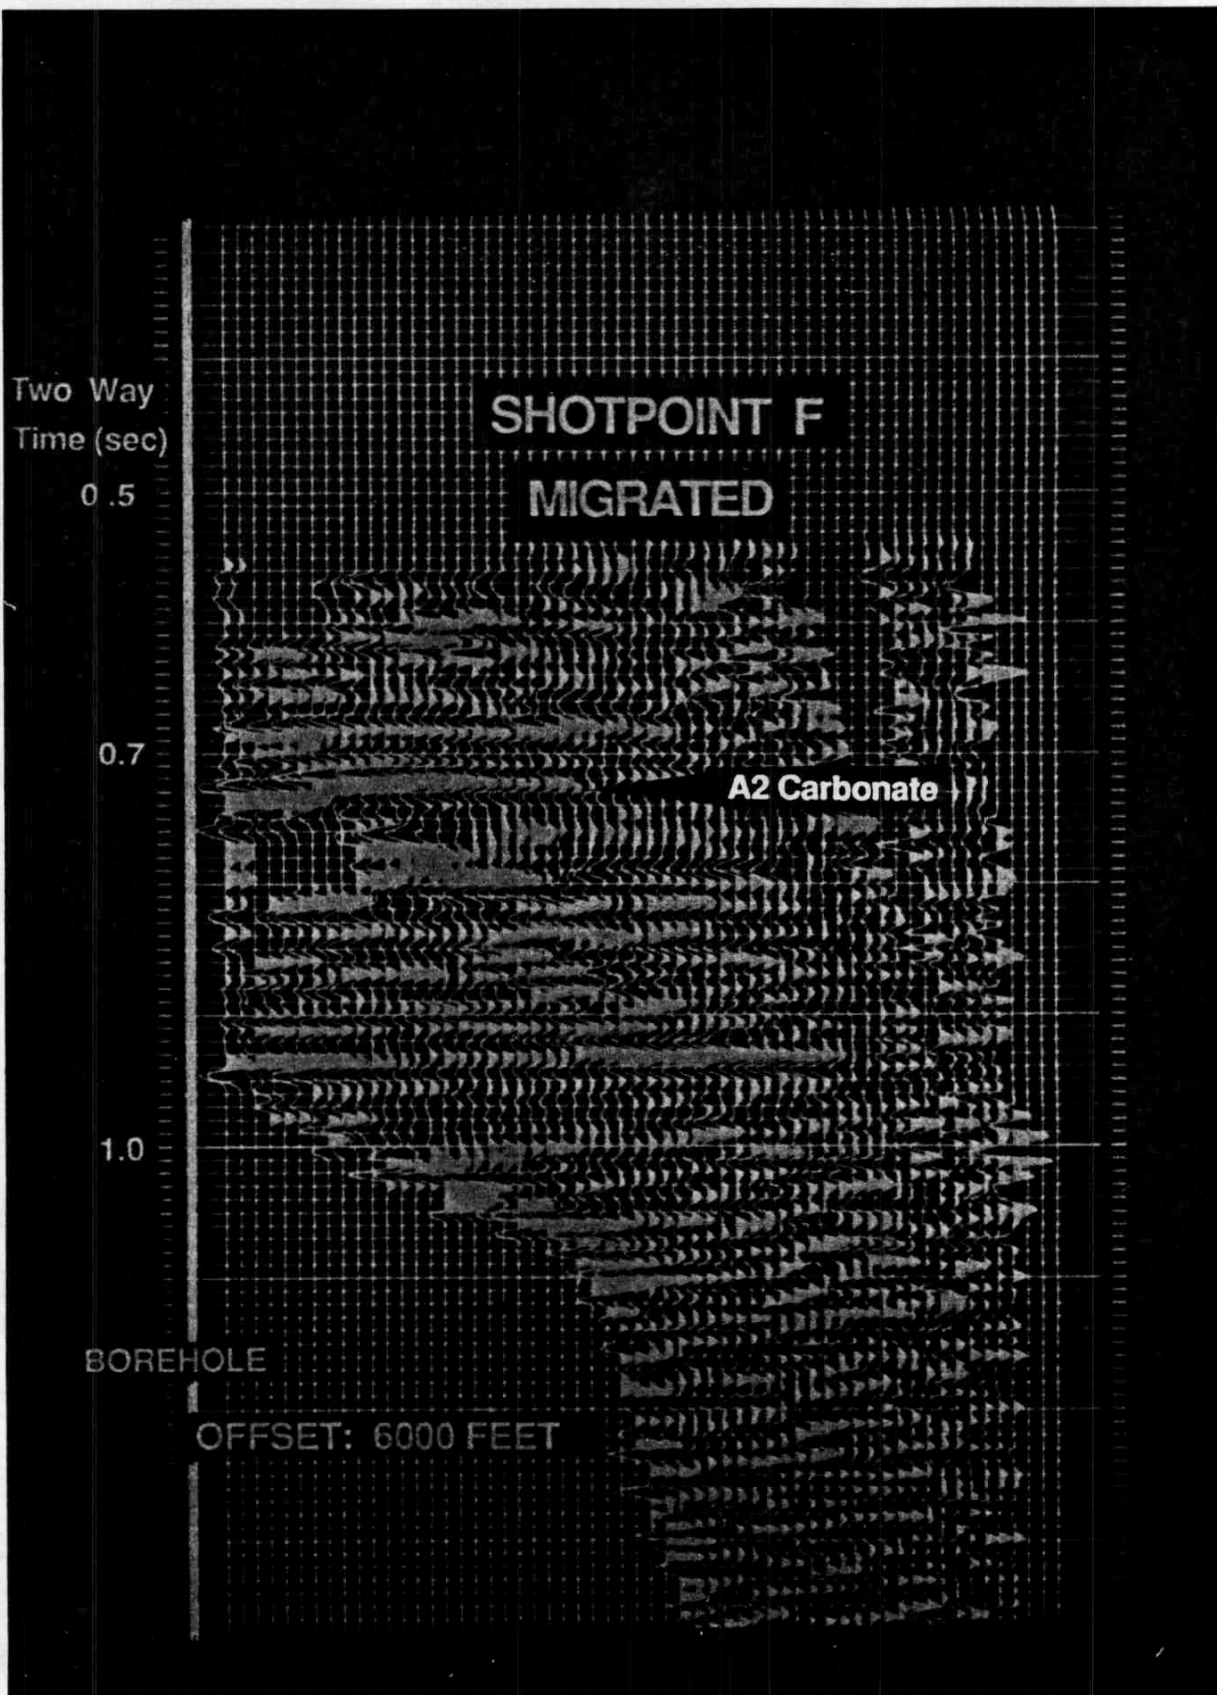 Two Way
Time (sec)
SHOTPOINT F
0.5
MIGRATED
0.7
A2 Carbonate
1.0
BOREHOLE
OFFSET: 6000 FEET